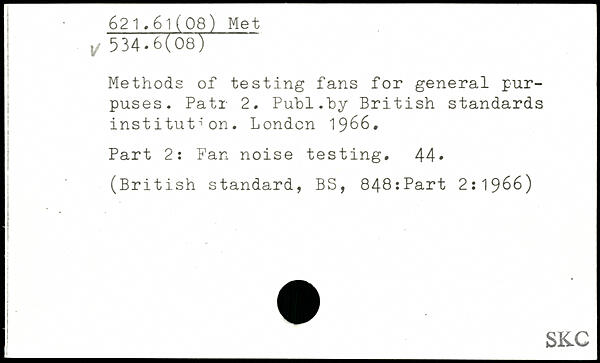 621.61(08) Met
v 534.6(08)
Methods of testing fans for general pur-
puses. Patr 2. Publ.by British standards
institution. London 1966.
Part 2: Fan noise testing. 44.
(British standard, BS, 848:Part 2:1966)
SKC